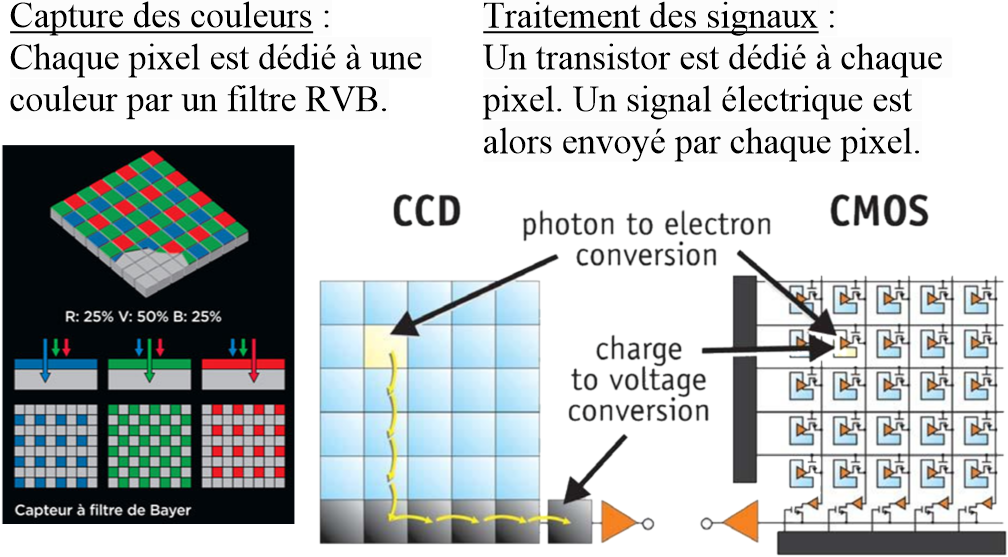 Capture des couleurs :
Chaque pixel est dédié à une
couleur par un filtre RVB.
Traitement des signaux :
Un transistor est dédié à chaque
pixel. Un signal électrique est
alors envoyé par chaque pixel.
R: 25% V: 50% B: 25%
Capteur à filtre de Bayer
CCD
photon to electron
conversion
CMOS
charge
to voltage
conversion